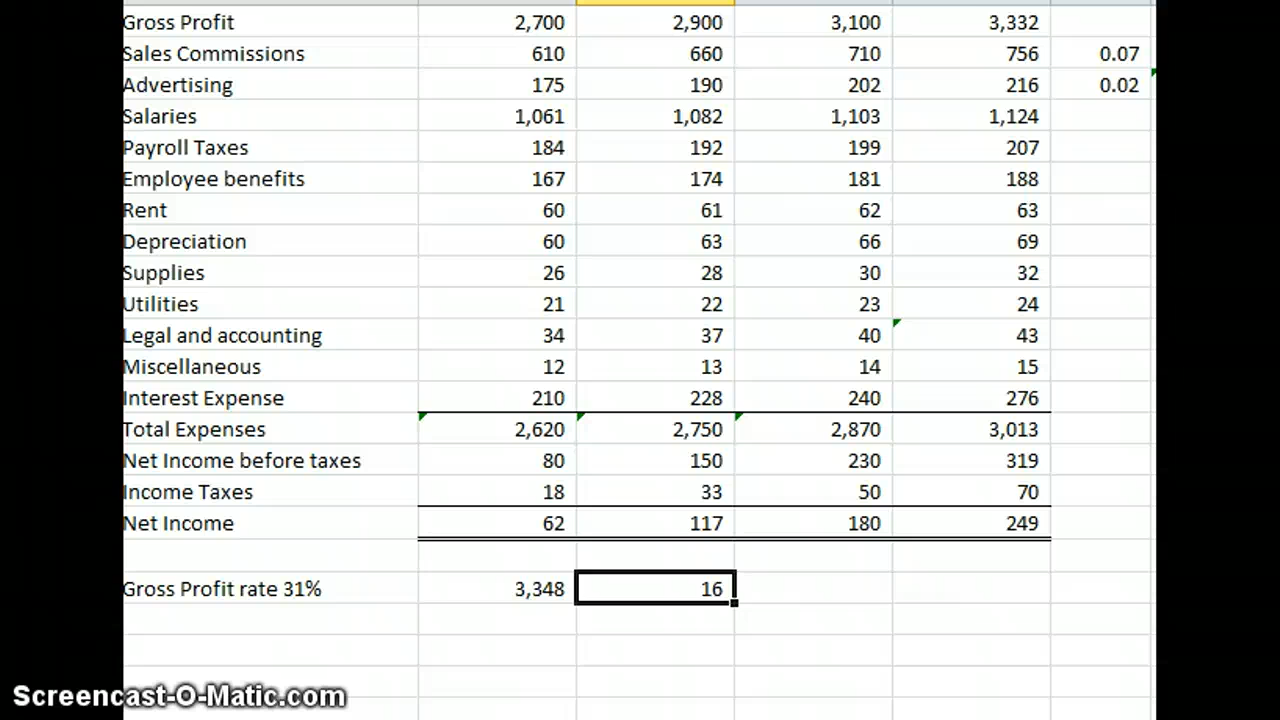 Gross Profit 2,700 2,900 3,100 3,332
Sales Commissions 610 660 710 756 0.07
Advertising 175 190 202 216 0.02
Salaries 1,061 1,082 1,103 1,124
Payroll Taxes 184 192 199 207
Employee benefits 167 174 181 188
Rent 60 61 62 63
Depreciation 60 63 66 69
Supplies 26 28 30 32
Utilities 21 22 23 24
Legal and accounting 34 37 40 43
Miscellaneous 12 13 14 15
Interest Expense 210 228 240 276
Total Expenses 2,620 2,750 2,870 3,013
Net Income before taxes 80 150 230 319
Income Taxes 18 33 50 70
Net Income 62 117 180 249
Gross Profit rate 31% 3,348 16
Screencast-O-Matic.com